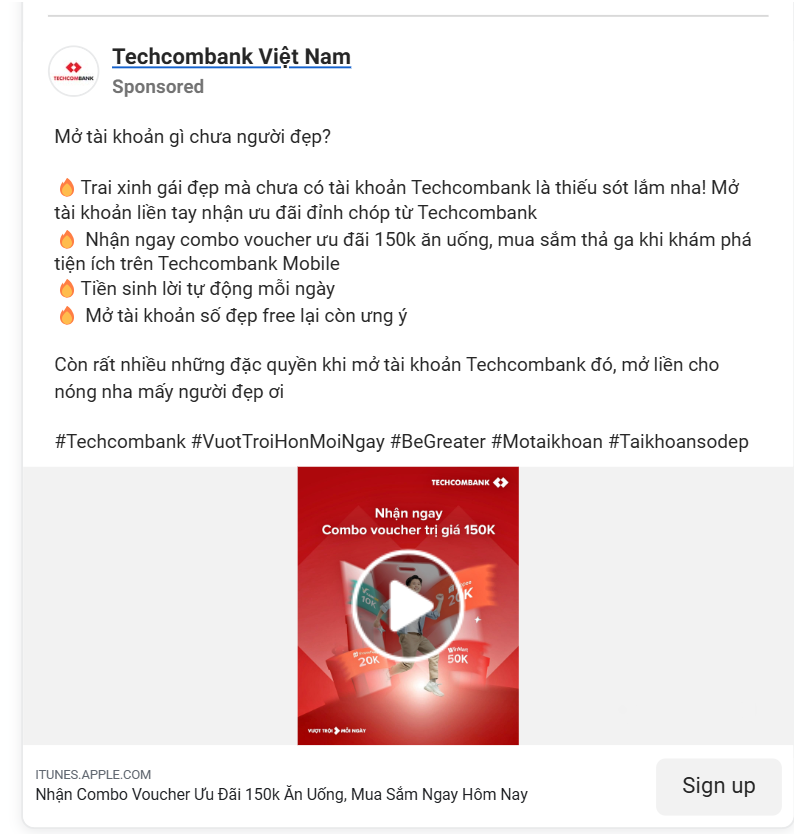 TECHCOMBANK
Techcombank Việt Nam
Sponsored
Mở tài khoản gì chưa người đẹp?
🔥 Trai xinh gái đẹp mà chưa có tài khoản Techcombank là thiếu sót lắm nha! Mở
tài khoản liền tay nhận ưu đãi đỉnh chóp từ Techcombank
🔥 Nhận ngay combo voucher ưu đãi 150k ăn uống, mua sắm thả ga khi khám phá
tiện ích trên Techcombank Mobile
🔥 Tiền sinh lời tự động mỗi ngày
🔥 Mở tài khoản số đẹp free lại còn ưng ý
Còn rất nhiều những đặc quyền khi mở tài khoản Techcombank đó, mở liền cho
nóng nha mấy người đẹp ơi
#Techcombank #VuotTroiHonMoiNgay #BeGreater #Motaikhoan #Taikhoansodep
TECHCOMBANK
Nhận ngay
Combo voucher trị giá 150K
10K
20K
20K
WinMart
50K
VƯỢT TRỘI MỖI NGÀY
ITUNES.APPLE.COM
Nhận Combo Voucher Ưu Đãi 150k Ăn Uống, Mua Sắm Ngay Hôm Nay
Sign up